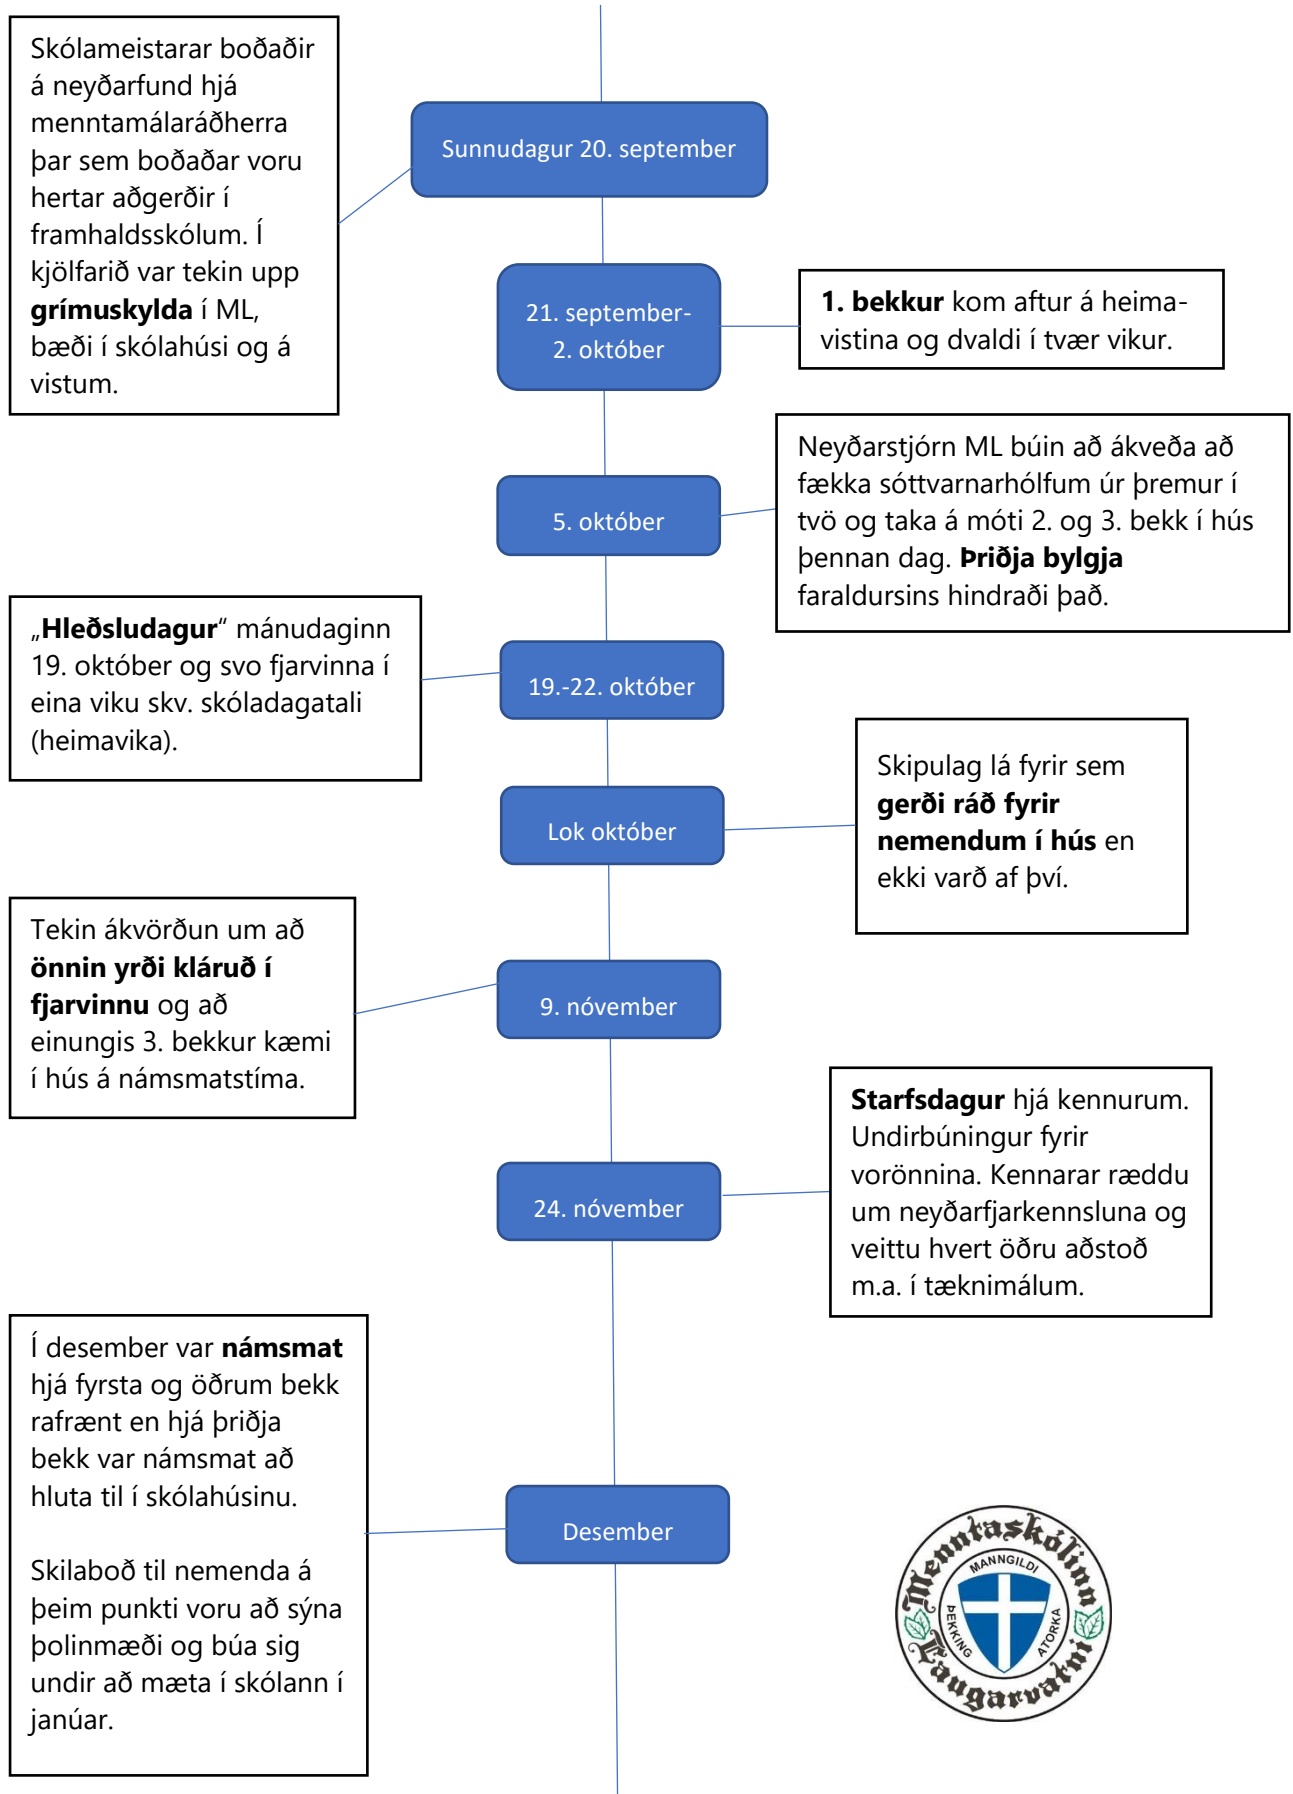 Skólameistarar boðaðir
á neyðarfund hjá
menntamálaráðherra
þar sem boðaðar voru
hertar aðgerðir í
framhaldsskólum. Í
kjölfarið var tekin upp
grímuskylda í ML,
bæði í skólahúsi og á
vistum.
Sunnudagur 20. september
21. september-
2. október
1. bekkur kom aftur á heima-
vistina og dvaldi í tvær vikur.
5. október
Neyðarstjórn ML búin að ákveða að
fækka sóttvarnarhólfum úr þremur í
tvö og taka á móti 2. og 3. bekk í hús
þennan dag. Þriðja bylgja
faraldursins hindraði það.
„Hleðsludagur“ mánudaginn
19. október og svo fjarvinna í
eina viku skv. skóladagatali
(heimavika).
19.-22. október
Lok október
Skipulag lá fyrir sem
gerði ráð fyrir
nemendum í hús en
ekki varð af því.
Tekin ákvörðun um að
önnin yrði kláruð í
fjarvinnu og að
einungis 3. bekkur kæmi
í hús á námsmatstíma.
9. nóvember
24. nóvember
Starfsdagur hjá kennurum.
Undirbúningur fyrir
vorönnina. Kennarar ræddu
um neyðarfjarkennsluna og
veittu hvert öðru aðstoð
m.a. í tæknimálum.
Í desember var námsmat
hjá fyrsta og öðrum bekk
rafrænt en hjá þriðja
bekk var námsmat að
hluta til í skólahúsinu.
Skilaboð til nemenda á
þeim punkti voru að sýna
þolinmæði og búa sig
undir að mæta í skólann í
janúar.
Desember
Menntaskólinn
Laugarvatni
MANNGILDI
ÞEKKING
ATORKA